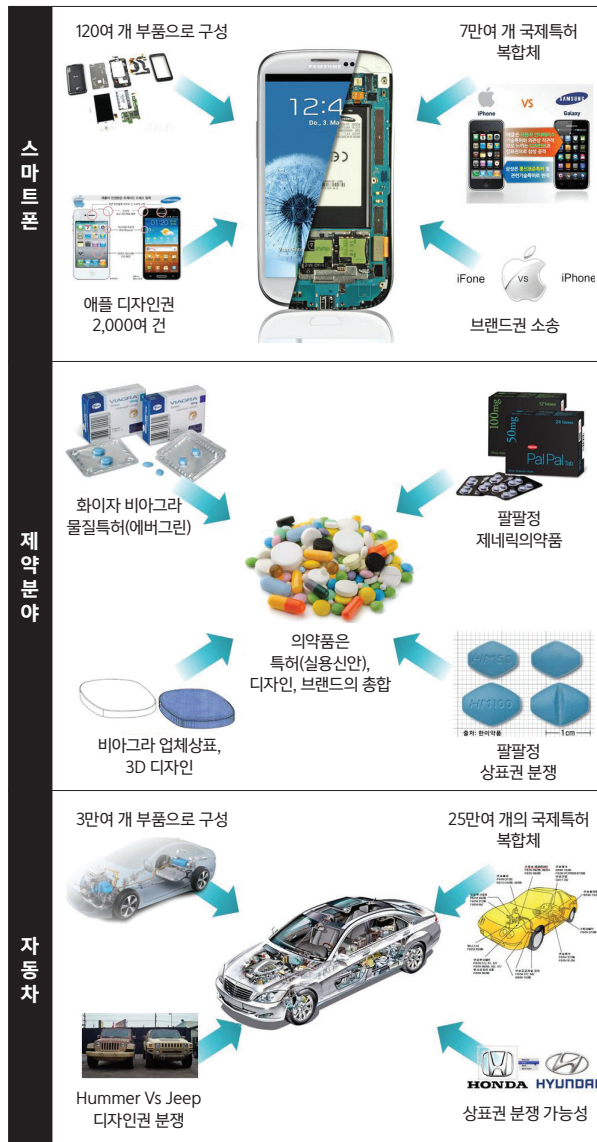 스마트폰
120여 개 부품으로 구성
7만여 개 국제특허
복합체
SAMSUNG
12:4
Do., 3. Ma
iPhone
VS
SAMSUNG
Galaxy
애플 디자인권
2,000여 건
iFone
VS
iPhone
브랜드권 소송
제약분야
VIAGRA
화이자 비아그라
물질특허(에버그린)
100mg
50mg
PalPal Tabs
팔팔정
제네릭의약품
의약품은
특허(실용신안),
디자인, 브랜드의 총합
비아그라 업체상표,
3D 디자인
HM50
HM100
출처: 한미약품
1cm
팔팔정
상표권 분쟁
자동차
3만여 개 부품으로 구성
25만여 개의 국제특허
복합체
Hummer Vs Jeep
디자인권 분쟁
HONDA
HYUNDAI
상표권 분쟁 가능성